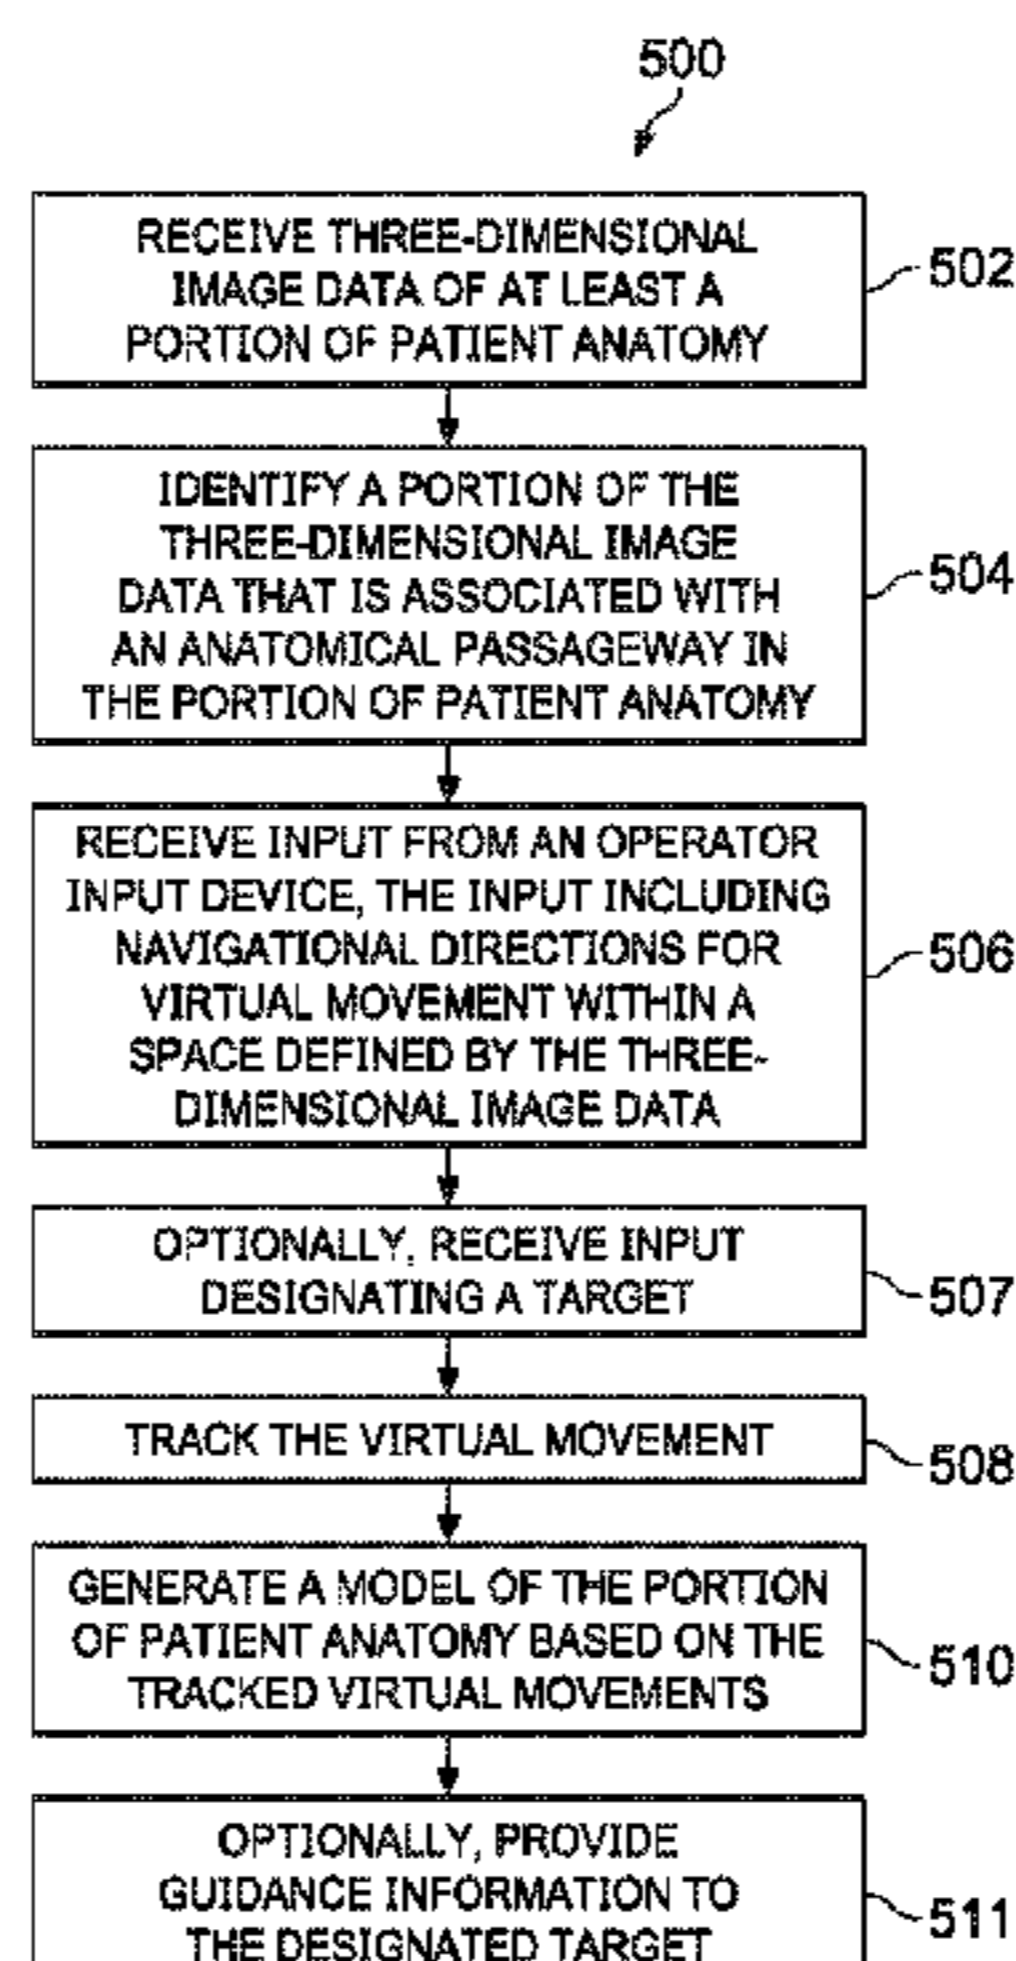 500
RECEIVE THREE-DIMENSIONAL
IMAGE DATA OF AT LEAST A
PORTION OF PATIENT ANATOMY
502
IDENTIFY A PORTION OF THE
THREE-DIMENSIONAL IMAGE
DATA THAT IS ASSOCIATED WITH
AN ANATOMICAL PASSAGEWAY IN
THE PORTION OF PATIENT ANATOMY
504
RECEIVE INPUT FROM AN OPERATOR
INPUT DEVICE, THE INPUT INCLUDING
NAVIGATIONAL DIRECTIONS FOR
VIRTUAL MOVEMENT WITHIN A
SPACE DEFINED BY THE THREE-
DIMENSIONAL IMAGE DATA
506
OPTIONALLY, RECEIVE INPUT
DESIGNATING A TARGET
507
TRACK THE VIRTUAL MOVEMENT
508
GENERATE A MODEL OF THE PORTION
OF PATIENT ANATOMY BASED ON THE
TRACKED VIRTUAL MOVEMENTS
510
OPTIONALLY, PROVIDE
GUIDANCE INFORMATION TO
THE DESIGNATED TARGET
511